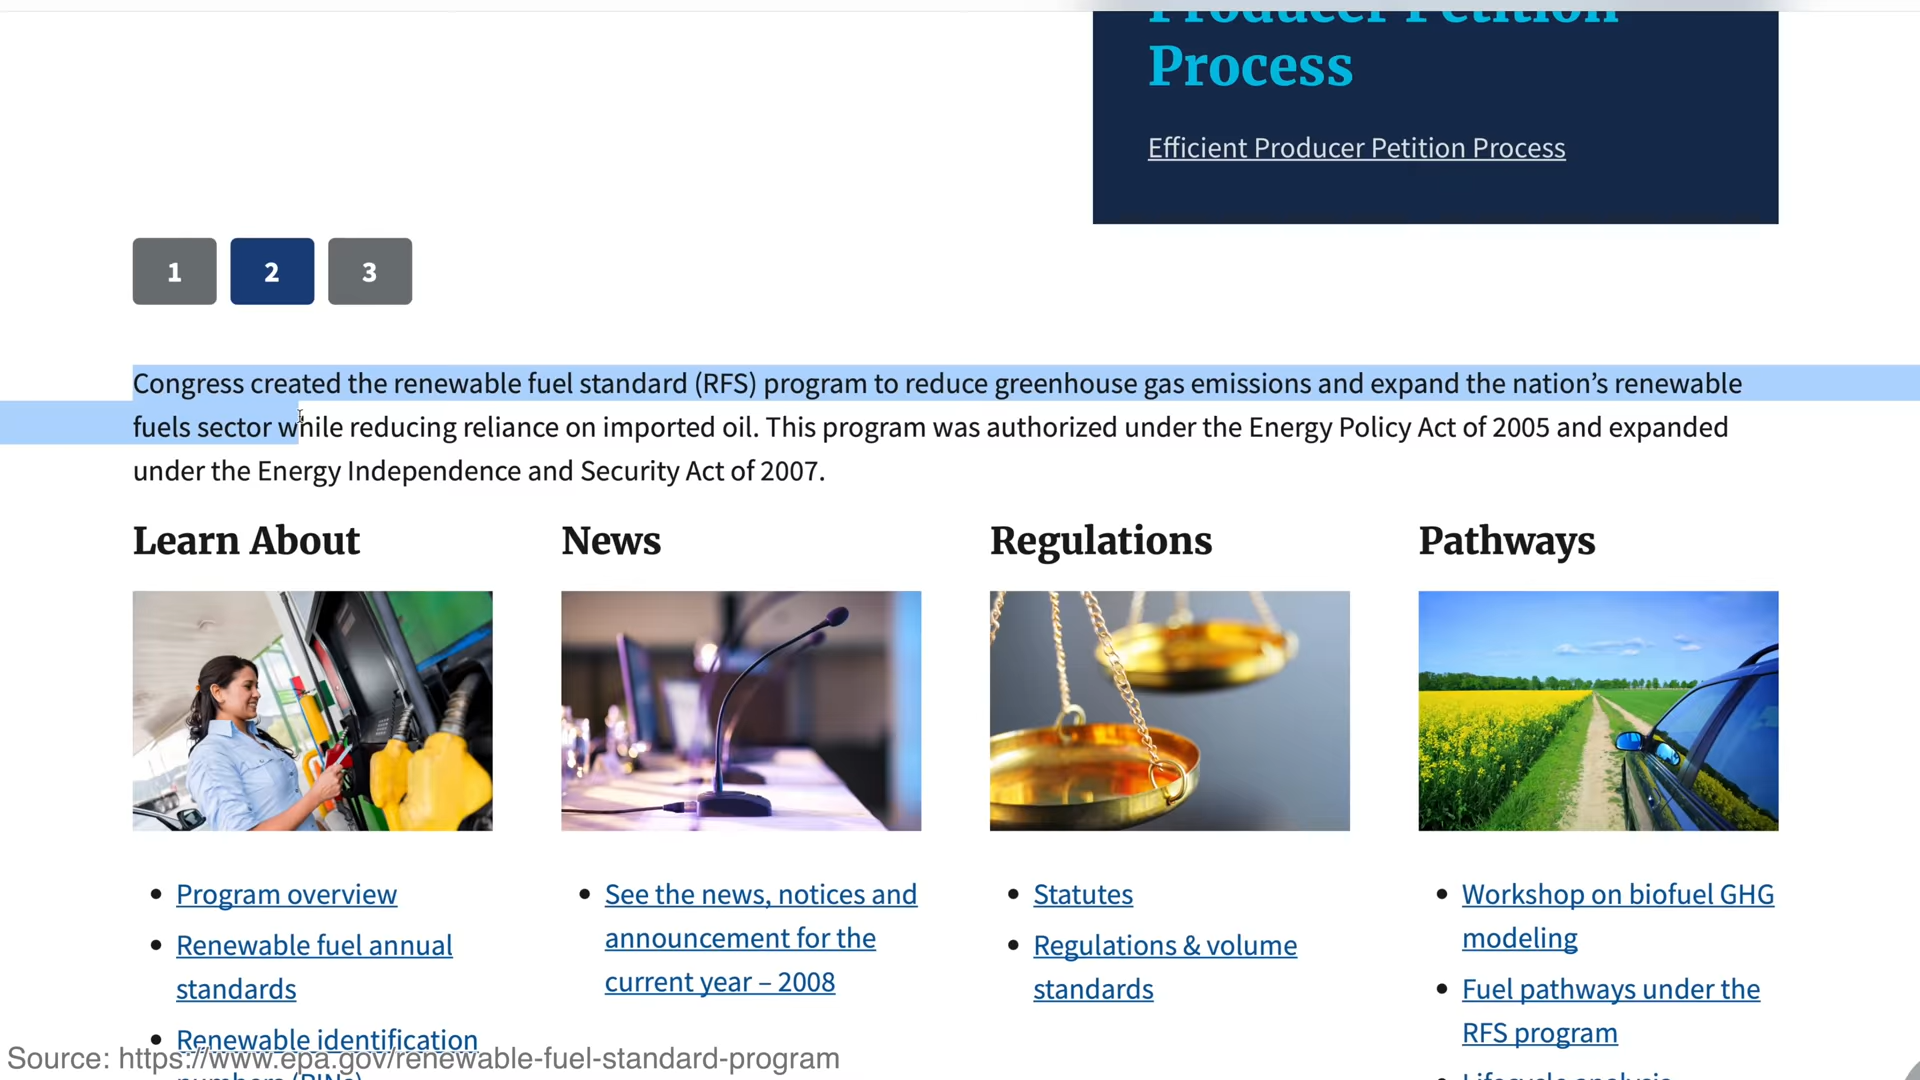 Producer Petition
Process
Efficient Producer Petition Process
1 2 3
Congress created the renewable fuel standard (RFS) program to reduce greenhouse gas emissions and expand the nation’s renewable
fuels sector while reducing reliance on imported oil. This program was authorized under the Energy Policy Act of 2005 and expanded
under the Energy Independence and Security Act of 2007.
Learn About
Program overview
Renewable fuel annual
standards
Renewable identification
numbers (RINs)
News
See the news, notices and
announcement for the
current year – 2008
Regulations
Statutes
Regulations & volume
standards
Pathways
Workshop on biofuel GHG
modeling
Fuel pathways under the
RFS program
Lifecycle analysis
Source: https://www.epa.gov/renewable-fuel-standard-program